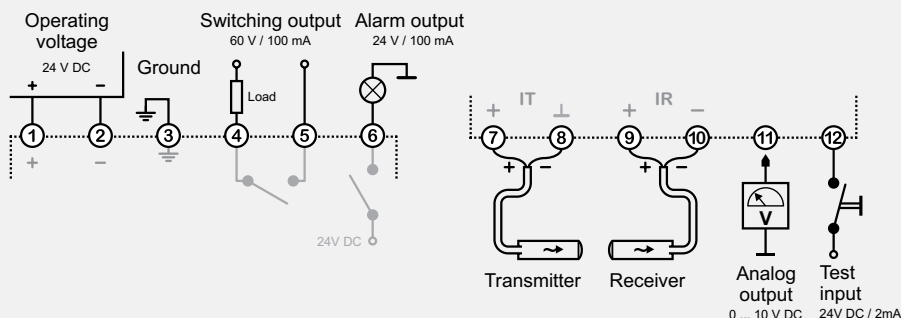 Operating
voltage
24 V DC
+ −
Ground
Switching output
60 V / 100 mA
Load
Alarm output
24 V / 100 mA
1 2 3 4 5 6
+ −
24V DC
+ IT ⊥ + IR −
7 8 9 10 11 12
+ − + −
V
Transmitter
Receiver
Analog
output
0 ... 10 V DC
Test
input
24V DC / 2mA